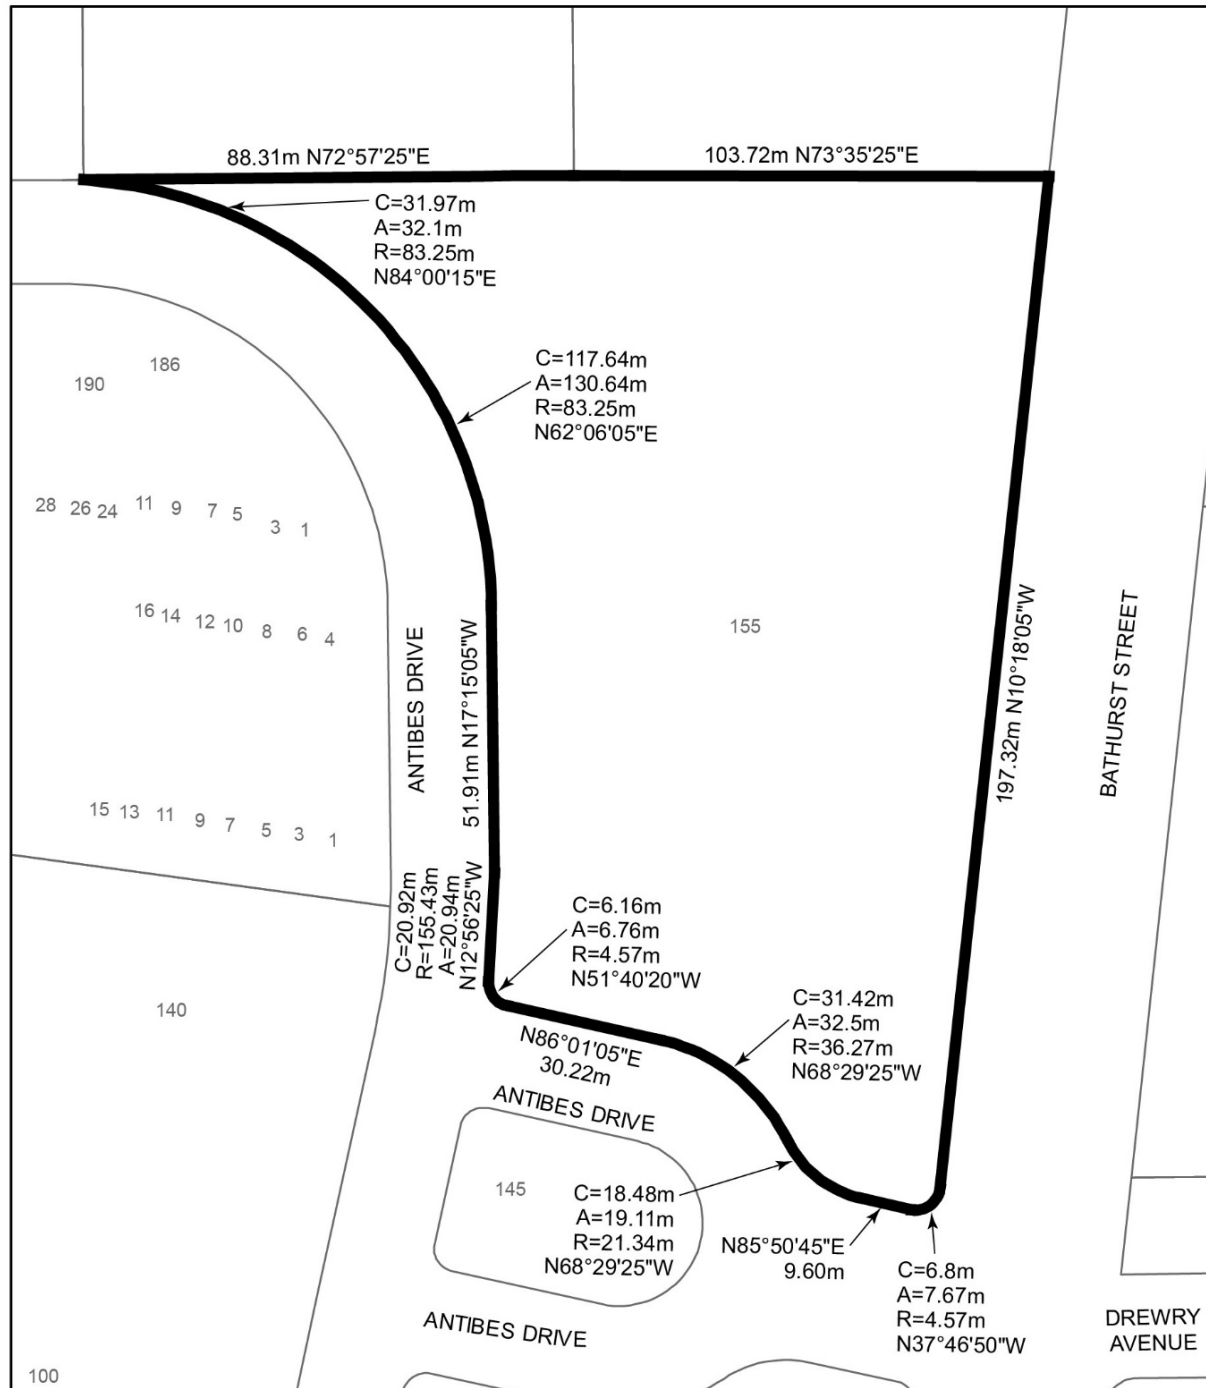 88.31m N72°57'25"E
103.72m N73°35'25"E
C=31.97m
A=32.1m
R=83.25m
N84°00'15"E
C=117.64m
A=130.64m
R=83.25m
N62°06'05"E
186
190
28 26 24 11 9 7 5 3 1
16 14 12 10 8 6 4
155
ANTIBES DRIVE
51.91m N17°15'05"W
197.32m N10°18'05"W
BATHURST STREET
15 13 11 9 7 5 3 1
C=20.92m
R=155.43m
A=20.94m
N12°56'25"W
C=6.16m
A=6.76m
R=4.57m
N51°40'20"W
140
C=31.42m
A=32.5m
R=36.27m
N68°29'25"W
N86°01'05"E
30.22m
ANTIBES DRIVE
145
C=18.48m
A=19.11m
R=21.34m
N68°29'25"W
N85°50'45"E
9.60m
C=6.8m
A=7.67m
R=4.57m
N37°46'50"W
DREWRY
AVENUE
ANTIBES DRIVE
100